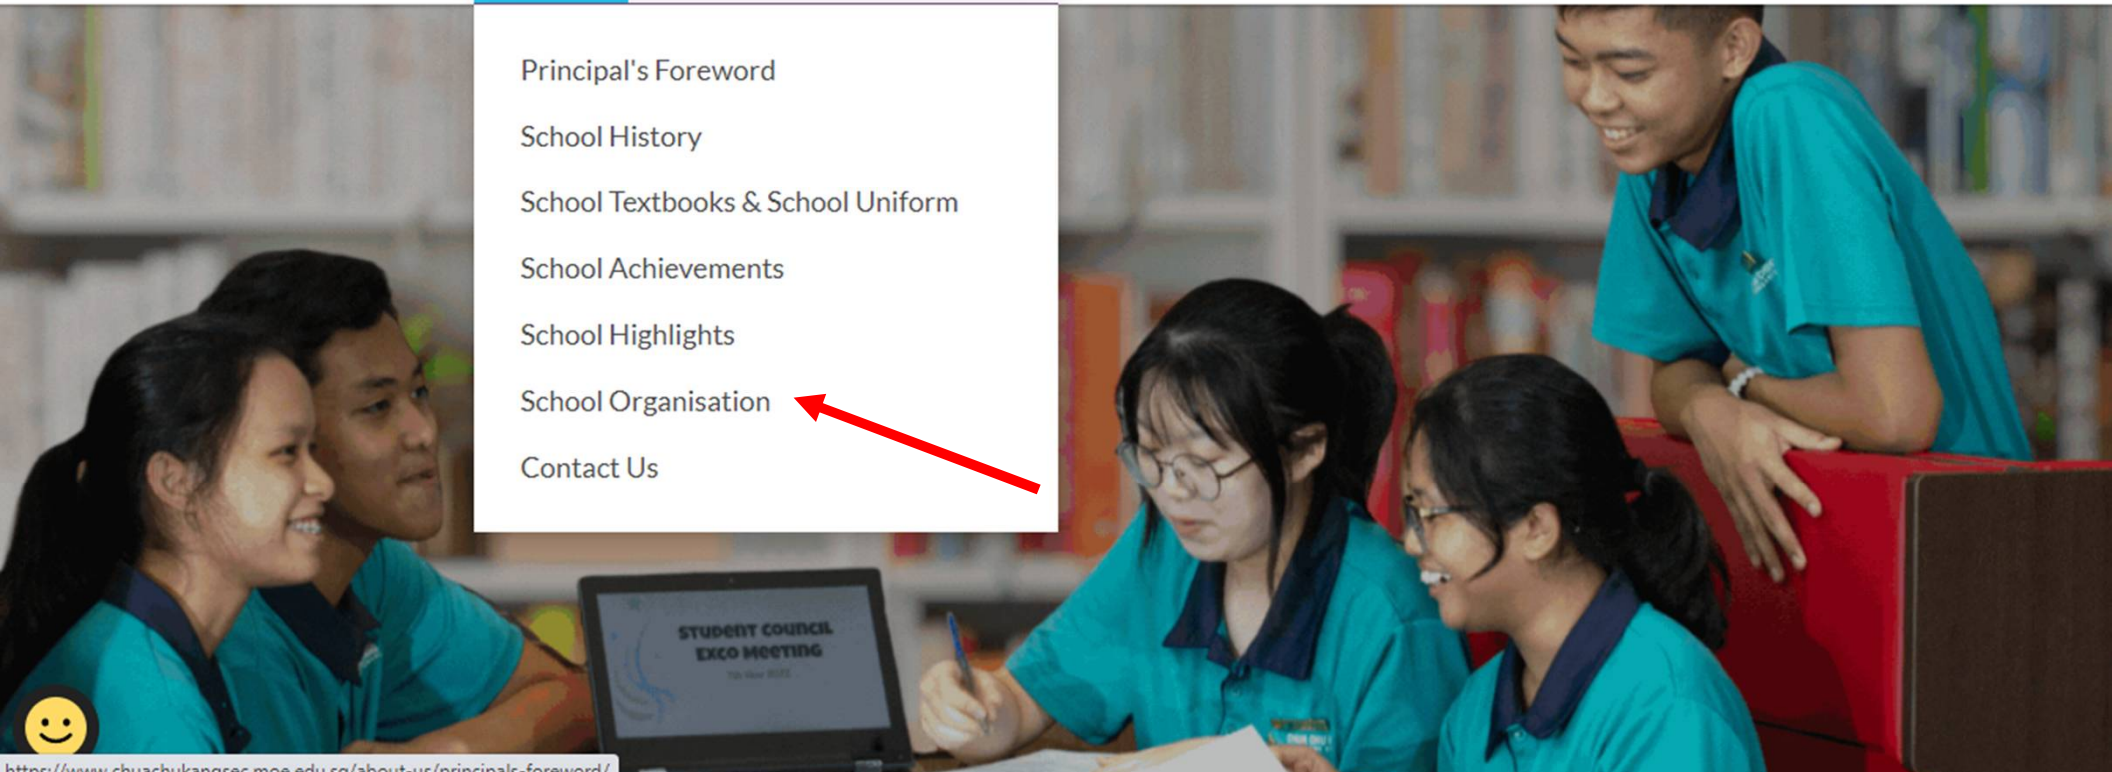 Principal's Foreword
School History
School Textbooks & School Uniform
School Achievements
School Highlights
School Organisation
Contact Us
STUDENT COUNCIL
EXCO MEETING
https://www.chuachukangsec.moe.edu.sg/about-us/principals-foreword/